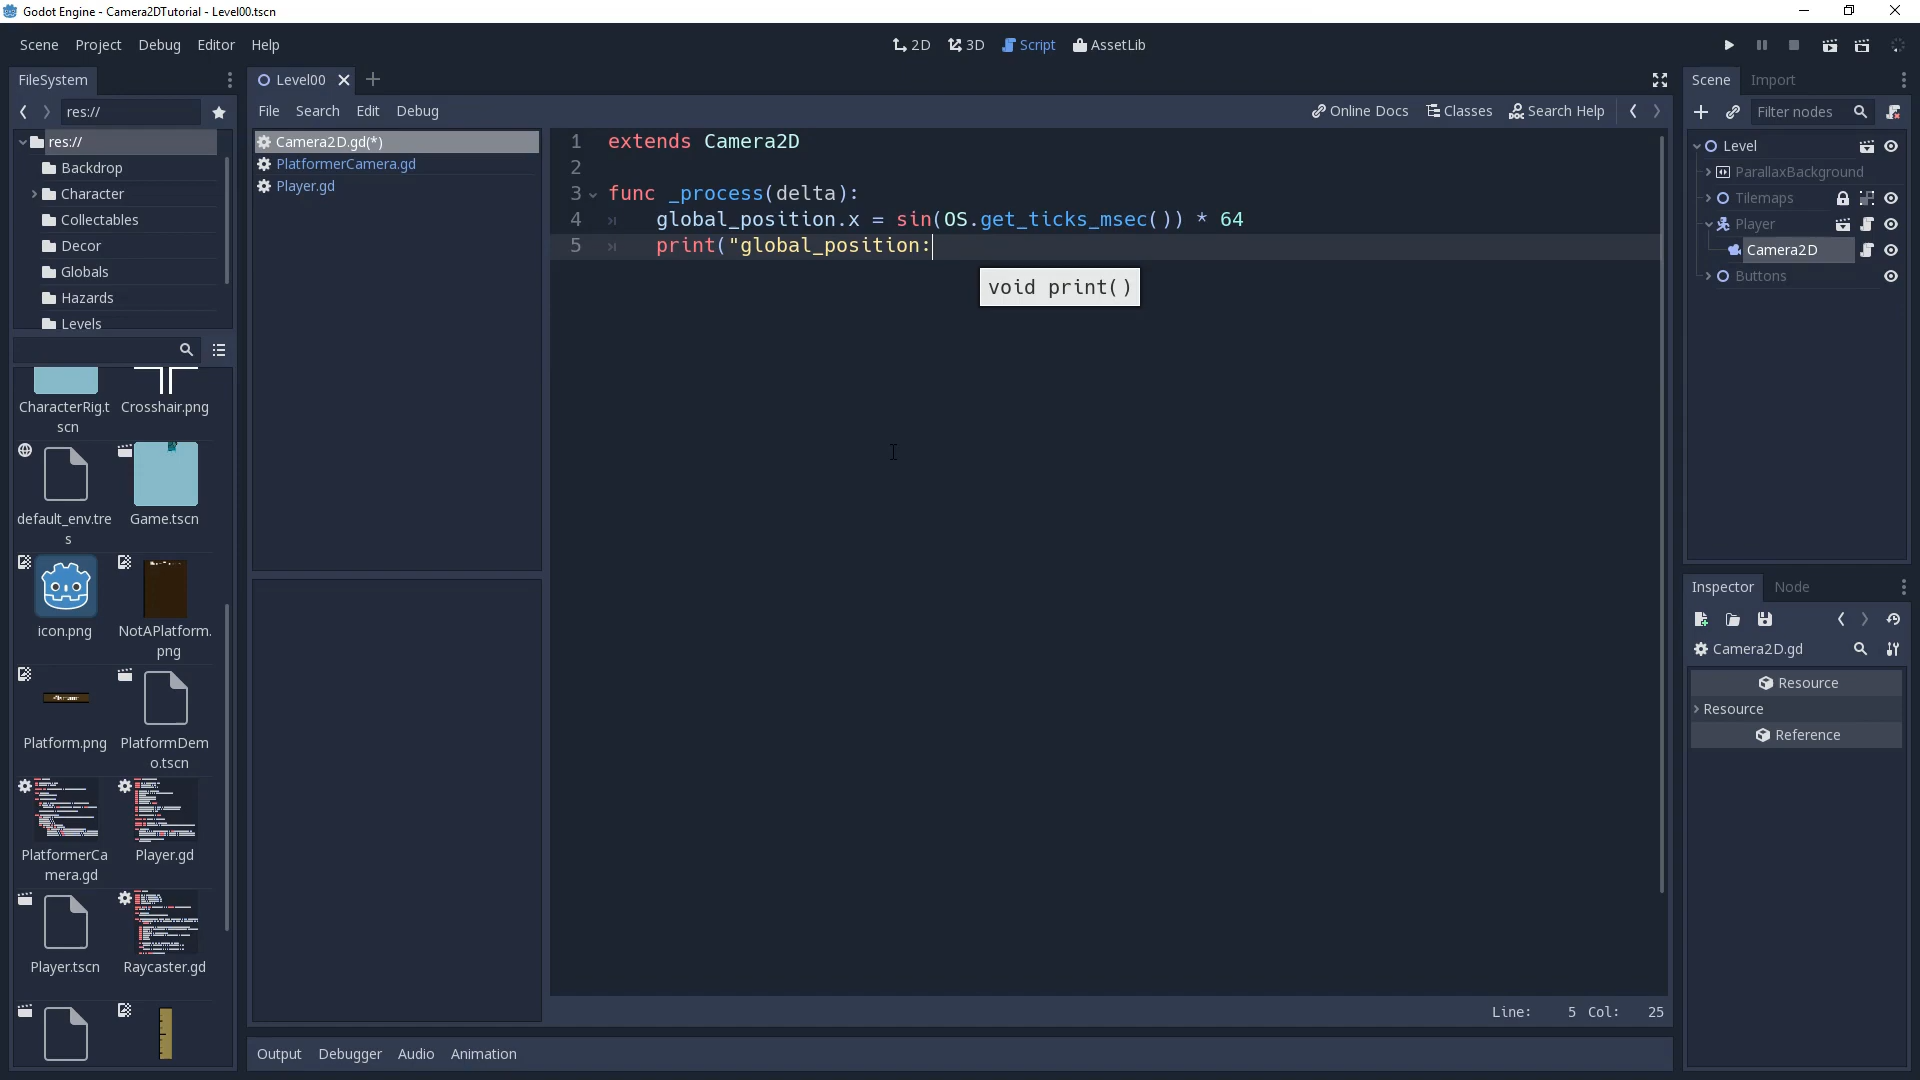 Godot Engine - Camera2DTutorial - Level00.tscn
Scene Project Debug Editor Help
2D 3D Script AssetLib
FileSystem
res://
res://
Backdrop
Character
Collectables
Decor
Globals
Hazards
Levels
CharacterRig.t
scn
Crosshair.png
default_env.tre
s
Game.tscn
icon.png
NotAPlatform.
png
Platform.png
PlatformDem
o.tscn
PlatformerCa
mera.gd
Player.gd
Player.tscn
Raycaster.gd
Level00
File Search Edit Debug
Online Docs Classes Search Help
Camera2D.gd(*)
PlatformerCamera.gd
Player.gd
1 extends Camera2D
2
3 func _process(delta):
4 global_position.x = sin(OS.get_ticks_msec()) * 64
5 print("global_position:
void print()
Line: 5 Col: 25
Output Debugger Audio Animation
Scene Import
Filter nodes
Level
ParallaxBackground
Tilemaps
Player
Camera2D
Buttons
Inspector Node
Camera2D.gd
Resource
Resource
Reference